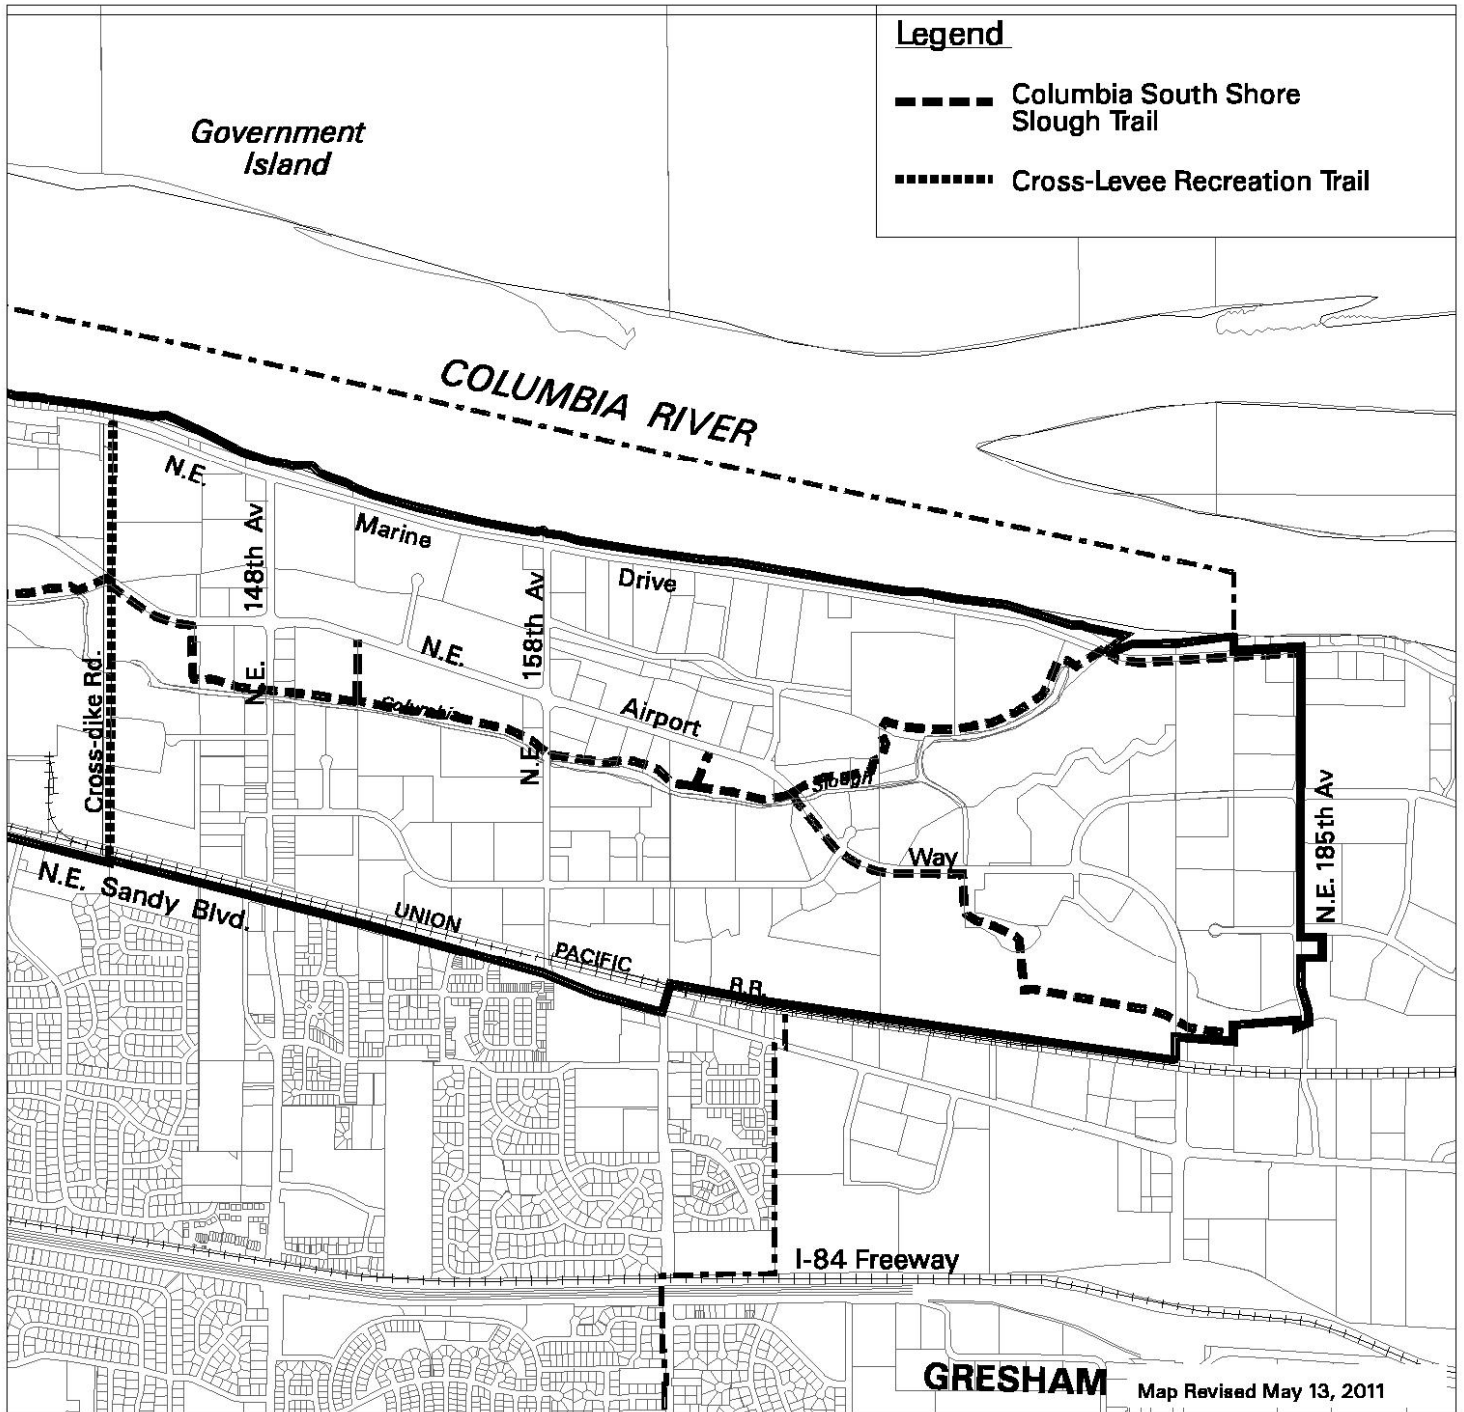 Legend
Columbia South Shore
Slough Trail
Cross-Levee Recreation Trail
Government
Island
COLUMBIA RIVER
N.E.
Marine
Drive
N.E. 148th Av
N.E. 158th Av
N.E.
Airport
Way
Columbia
Slough
Cross-dike Rd.
N.E. 185th Av
N.E. Sandy Blvd.
UNION
PACIFIC
R.R.
I-84 Freeway
GRESHAM
Map Revised May 13, 2011